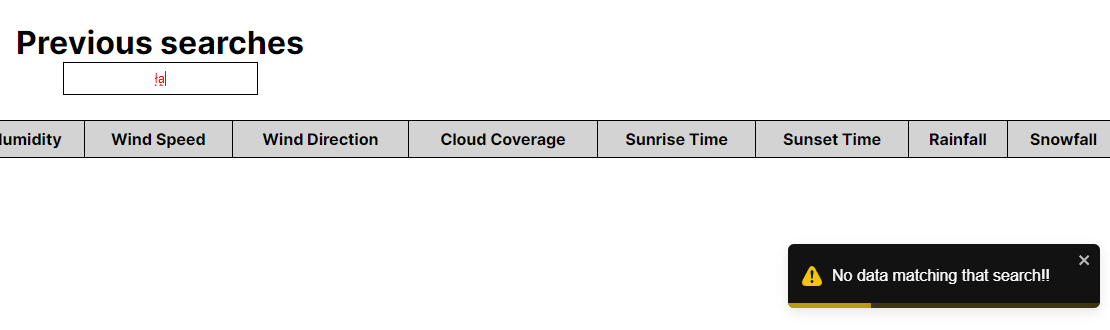 Previous searches
Wind Speed Wind Direction Cloud Coverage Sunrise Time Sunset Time Rainfall Snowfall
No data matching that search!!